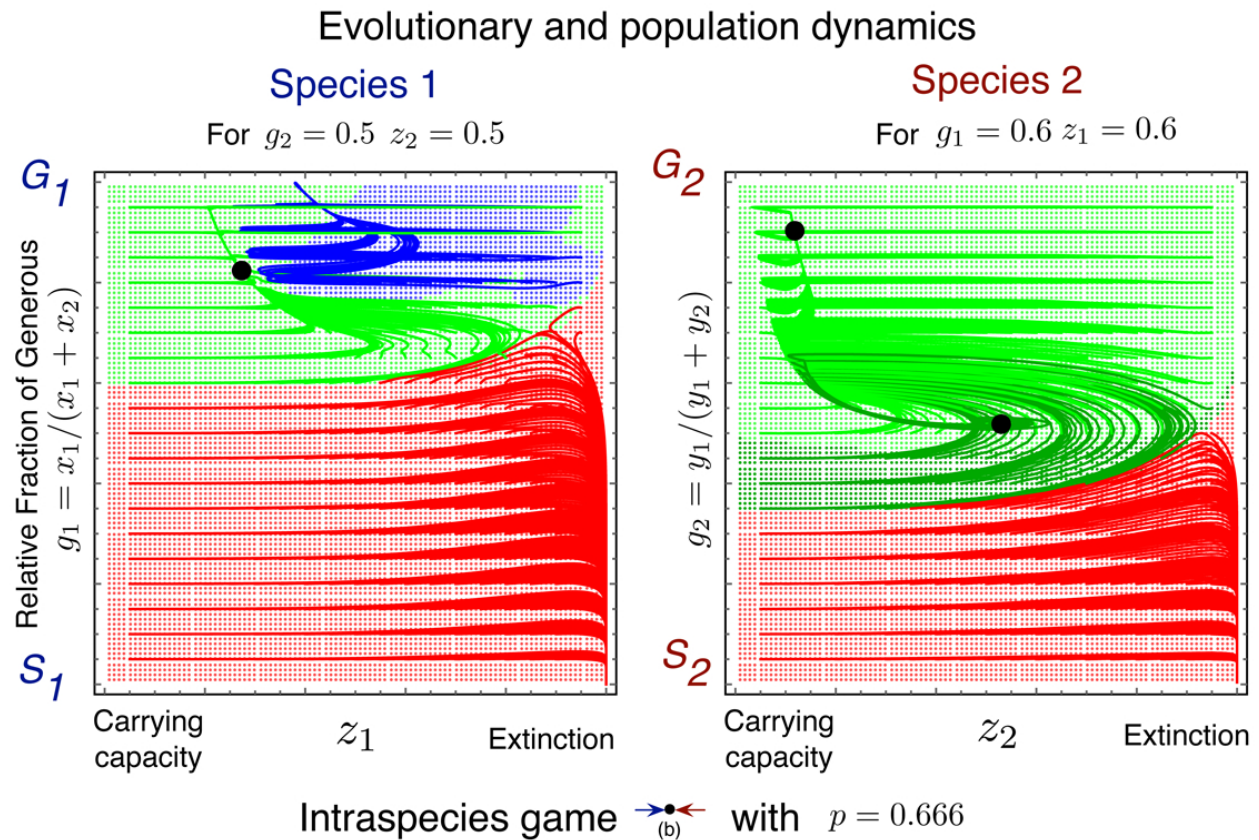 Evolutionary and population dynamics
Species 1
Species 2
For g₂ = 0.5 z₂ = 0.5
For g₁ = 0.6 z₁ = 0.6
G₁
Relative Fraction of Generous
g₁ = x₁/(x₁ + x₂)
S₁
Carrying capacity
z₁
Extinction
G₂
g₂ = y₁/(y₁ + y₂)
S₂
Carrying capacity
z₂
Extinction
Intraspecies game (b) with p = 0.666